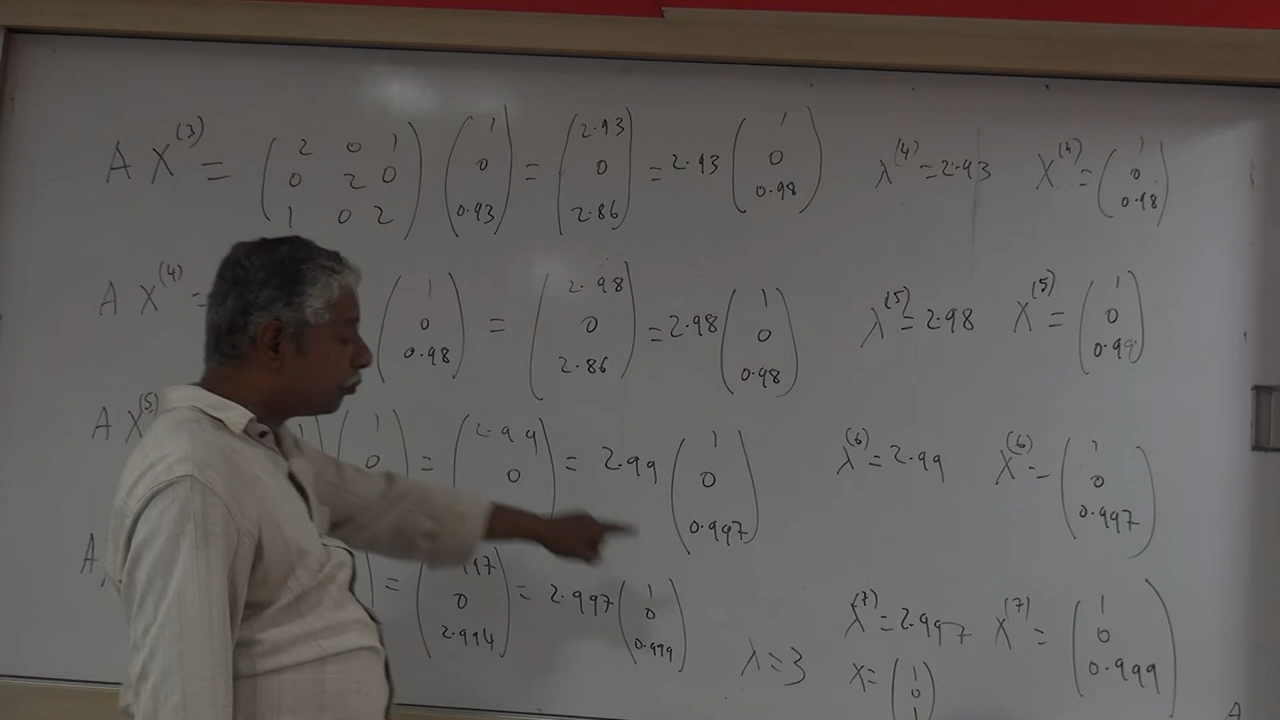 A X^(3) = (2 0 1; 0 2 0; 1 0 2) (1; 0; 0.93) = (2.93; 0; 2.86) = 2.93 (1; 0; 0.98) λ^(4) = 2.93 X^(4) = (1; 0; 0.98)
A X^(4) = (1; 0; 0.98) = (2.98; 0; 2.86) = 2.98 (1; 0; 0.98) λ^(5) = 2.98 X^(5) = (1; 0; 0.99)
A X^(5) (1; 0 = (2.99; 0 = 2.99 (1; 0; 0.997) λ^(6) = 2.99 X^(6) = (1; 0; 0.997)
A = (97; 0; 2.994) = 2.997 (1; 0; 0.999) λ^(7) = 2.997 X^(7) = (1; 0; 0.999)
λ = 3 X = (1; 0; 1
A